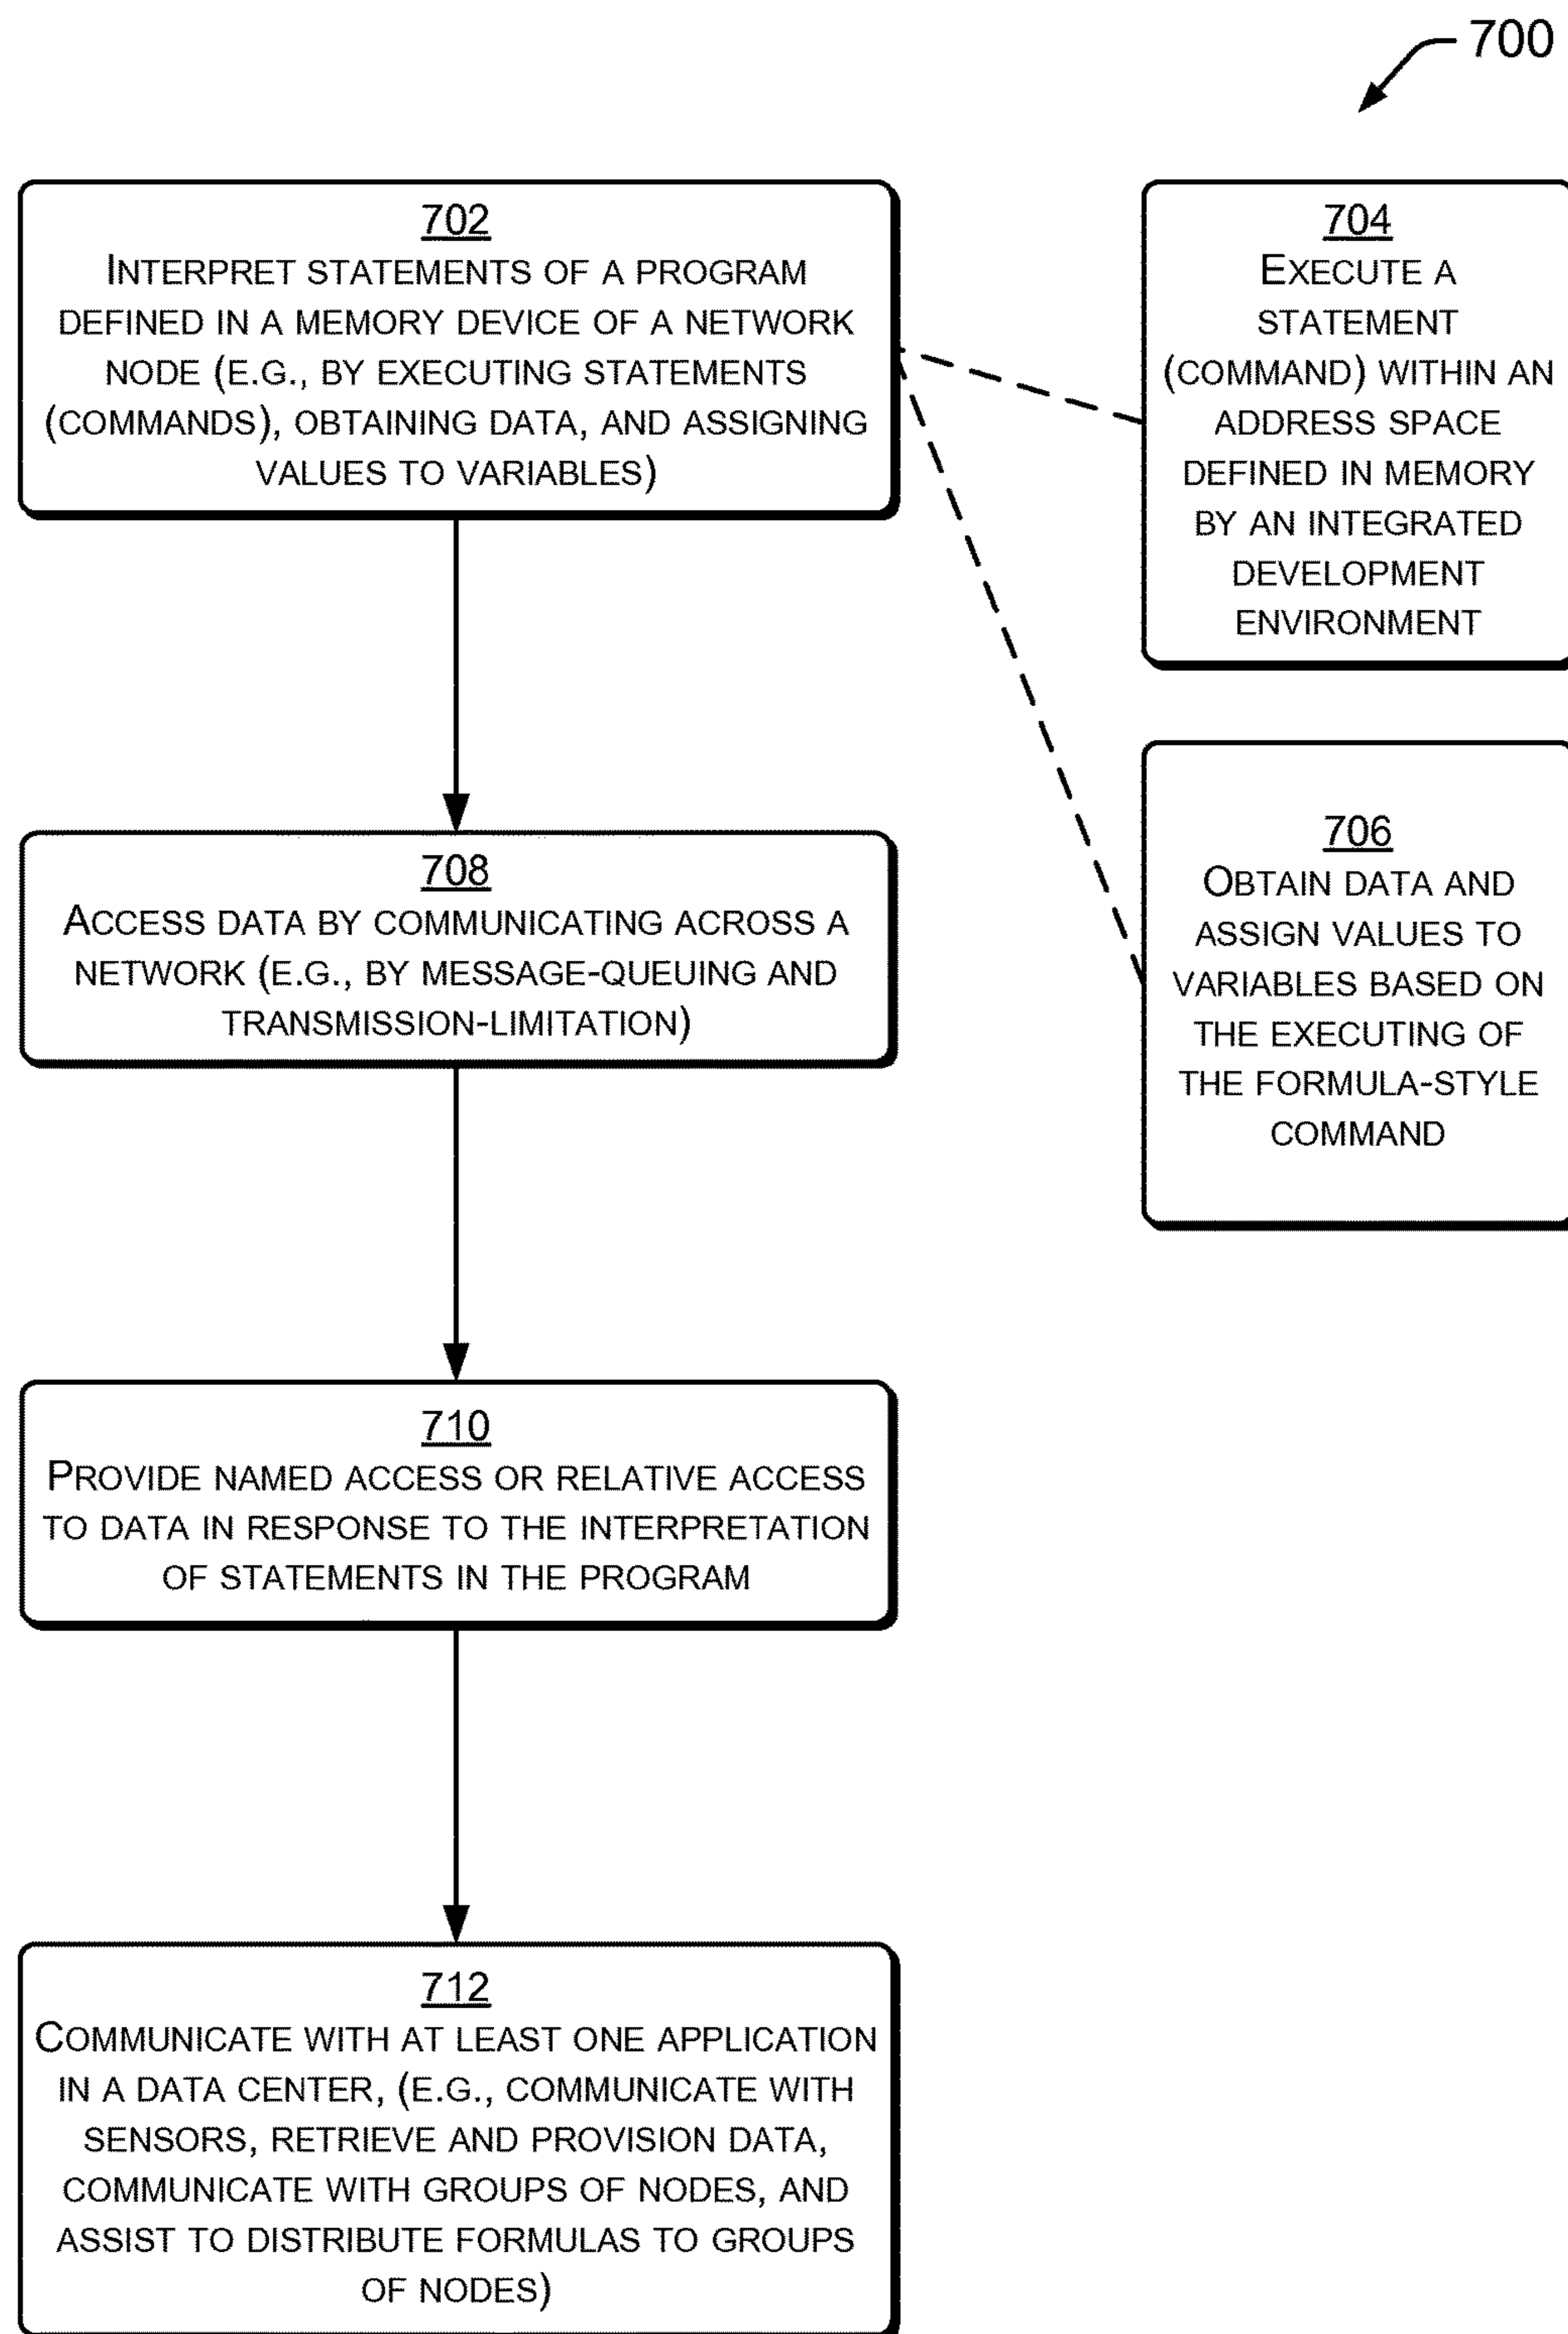 700
702
INTERPRET STATEMENTS OF A PROGRAM
DEFINED IN A MEMORY DEVICE OF A NETWORK
NODE (E.G., BY EXECUTING STATEMENTS
(COMMANDS), OBTAINING DATA, AND ASSIGNING
VALUES TO VARIABLES)
704
EXECUTE A
STATEMENT
(COMMAND) WITHIN AN
ADDRESS SPACE
DEFINED IN MEMORY
BY AN INTEGRATED
DEVELOPMENT
ENVIRONMENT
706
OBTAIN DATA AND
ASSIGN VALUES TO
VARIABLES BASED ON
THE EXECUTING OF
THE FORMULA-STYLE
COMMAND
708
ACCESS DATA BY COMMUNICATING ACROSS A
NETWORK (E.G., BY MESSAGE-QUEUING AND
TRANSMISSION-LIMITATION)
710
PROVIDE NAMED ACCESS OR RELATIVE ACCESS
TO DATA IN RESPONSE TO THE INTERPRETATION
OF STATEMENTS IN THE PROGRAM
712
COMMUNICATE WITH AT LEAST ONE APPLICATION
IN A DATA CENTER, (E.G., COMMUNICATE WITH
SENSORS, RETRIEVE AND PROVISION DATA,
COMMUNICATE WITH GROUPS OF NODES, AND
ASSIST TO DISTRIBUTE FORMULAS TO GROUPS
OF NODES)